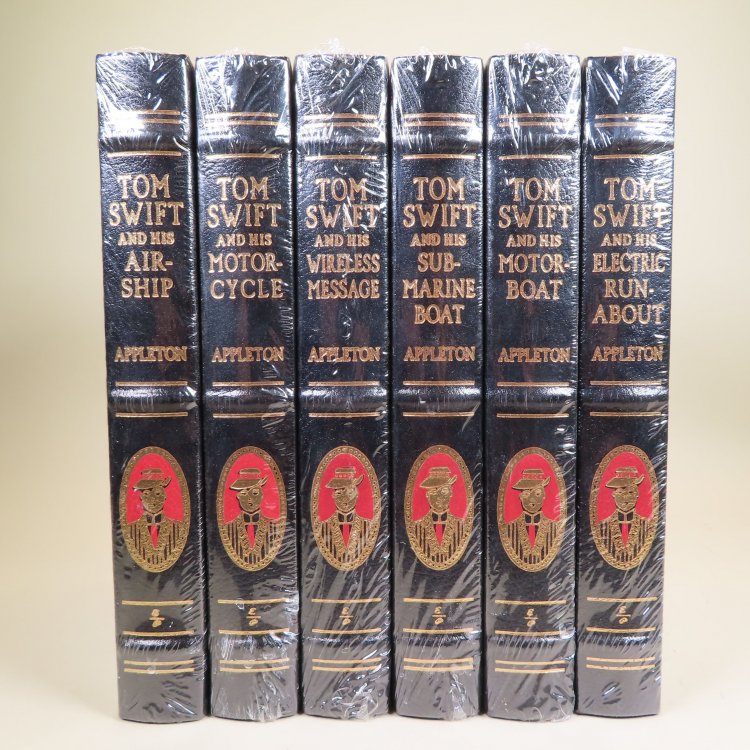 TOM
SWIFT
AND HIS
AIR-
SHIP
APPLETON
E/P
TOM
SWIFT
AND HIS
MOTOR-
CYCLE
APPLETON
E/P
TOM
SWIFT
AND HIS
WIRELESS
MESSAGE
APPLETON
E/P
TOM
SWIFT
AND HIS
SUB-
MARINE
BOAT
APPLETON
E/P
TOM
SWIFT
AND HIS
MOTOR-
BOAT
APPLETON
E/P
TOM
SWIFT
AND HIS
ELECTRIC
RUN-
ABOUT
APPLETON
E/P